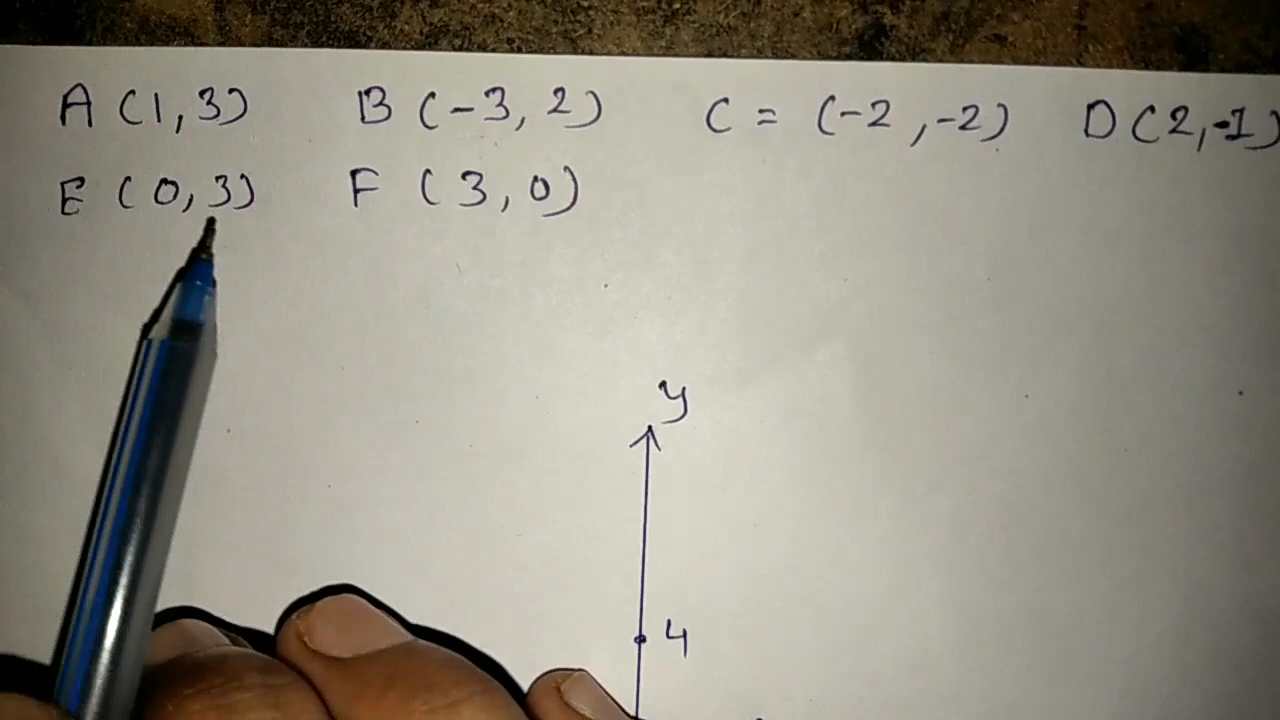 A (1,3) B (-3, 2) C = (-2 ,-2) D(2,-1)
E (0,3) F (3,0)
y
4